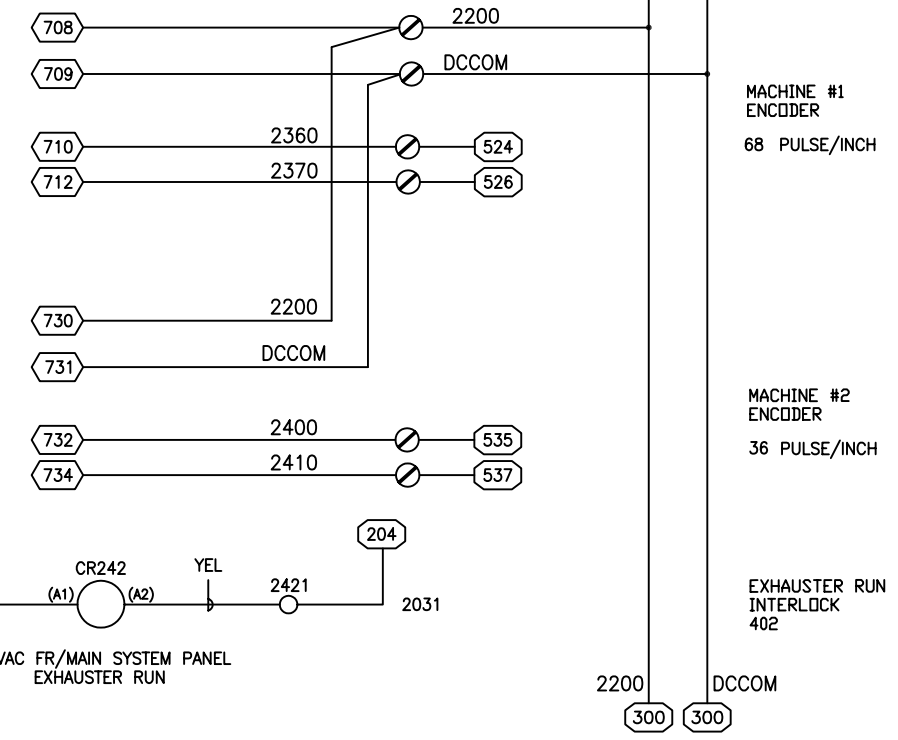 708
2200
709
DCCOM
MACHINE #1
ENCODER
68 PULSE/INCH
710
2360
524
712
2370
526
730
2200
731
DCCOM
MACHINE #2
ENCODER
36 PULSE/INCH
732
2400
535
734
2410
537
204
CR242
YEL
2421
(A1)
(A2)
2031
EXHAUSTER RUN
INTERLOCK
402
VAC FR/MAIN SYSTEM PANEL
EXHAUSTER RUN
2200
DCCOM
300
300